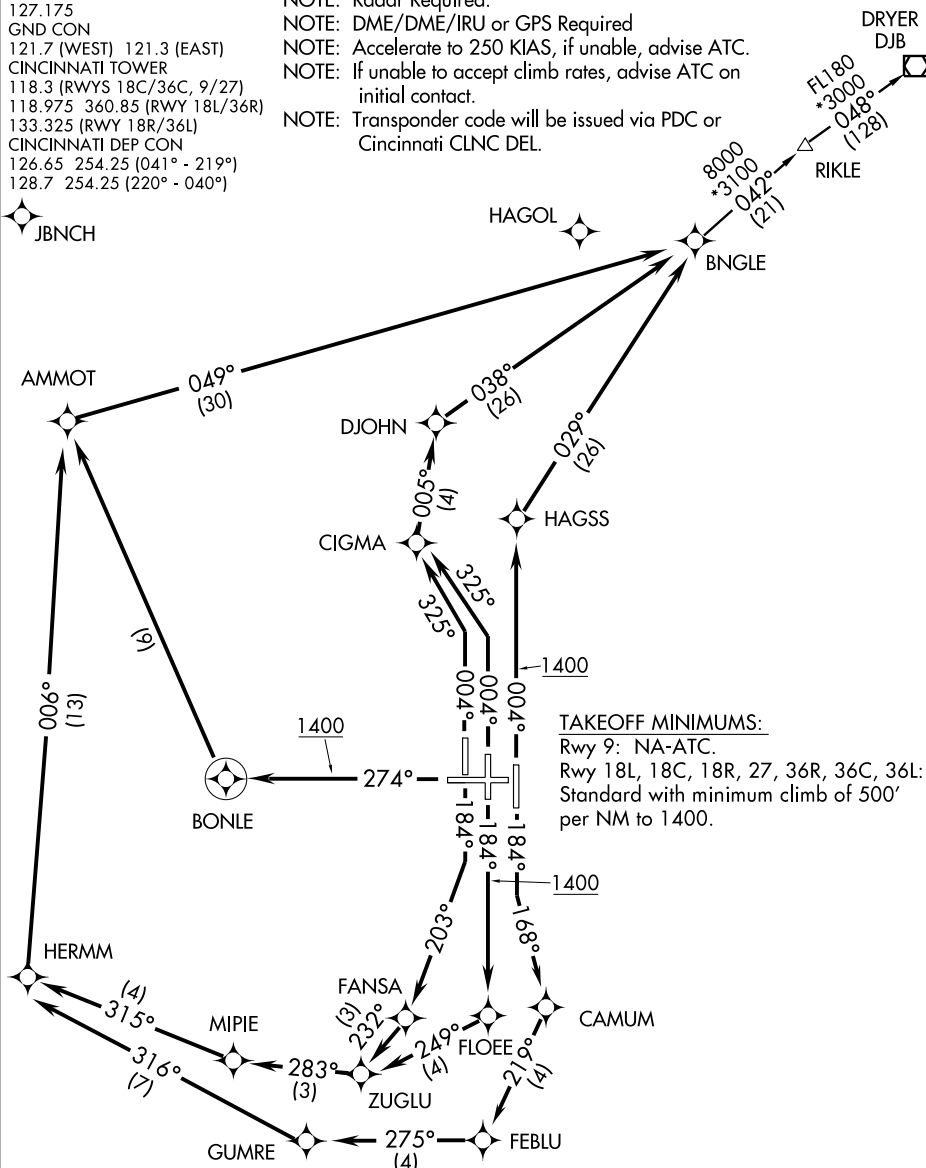 127.175
GND CON
121.7 (WEST) 121.3 (EAST)
CINCINNATI TOWER
118.3 (RWYS 18C/36C, 9/27)
118.975 360.85 (RWY 18L/36R)
133.325 (RWY 18R/36L)
CINCINNATI DEP CON
126.65 254.25 (041° - 219°)
128.7 254.25 (220° - 040°)
NOTE: Radar Required.
NOTE: DME/DME/IRU or GPS Required
NOTE: Accelerate to 250 KIAS, if unable, advise ATC.
NOTE: If unable to accept climb rates, advise ATC on
initial contact.
NOTE: Transponder code will be issued via PDC or
Cincinnati CLNC DEL.
DRYER
DJB
FL180
*3000
048°
(128)
RIKLE
8000
*3100
042°
(21)
JBNCH
HAGOL
BNGLE
AMMOT
049°
(30)
DJOHN
038°
(26)
029°
(26)
005°
(4)
HAGSS
CIGMA
325°
325°
(9)
006°
(13)
004°
004°
004°
1400
1400
274°
BONLE
TAKEOFF MINIMUMS:
Rwy 9: NA-ATC.
Rwy 18L, 18C, 18R, 27, 36R, 36C, 36L:
Standard with minimum climb of 500'
per NM to 1400.
184°
184°
184°
1400
203°
168°
HERMM
FANSA
(3)
232°
FLOEE
249°
(4)
CAMUM
219°
(4)
(4)
315°
MIPIE
283°
(3)
ZUGLU
316°
(7)
GUMRE
275°
(4)
FEBLU